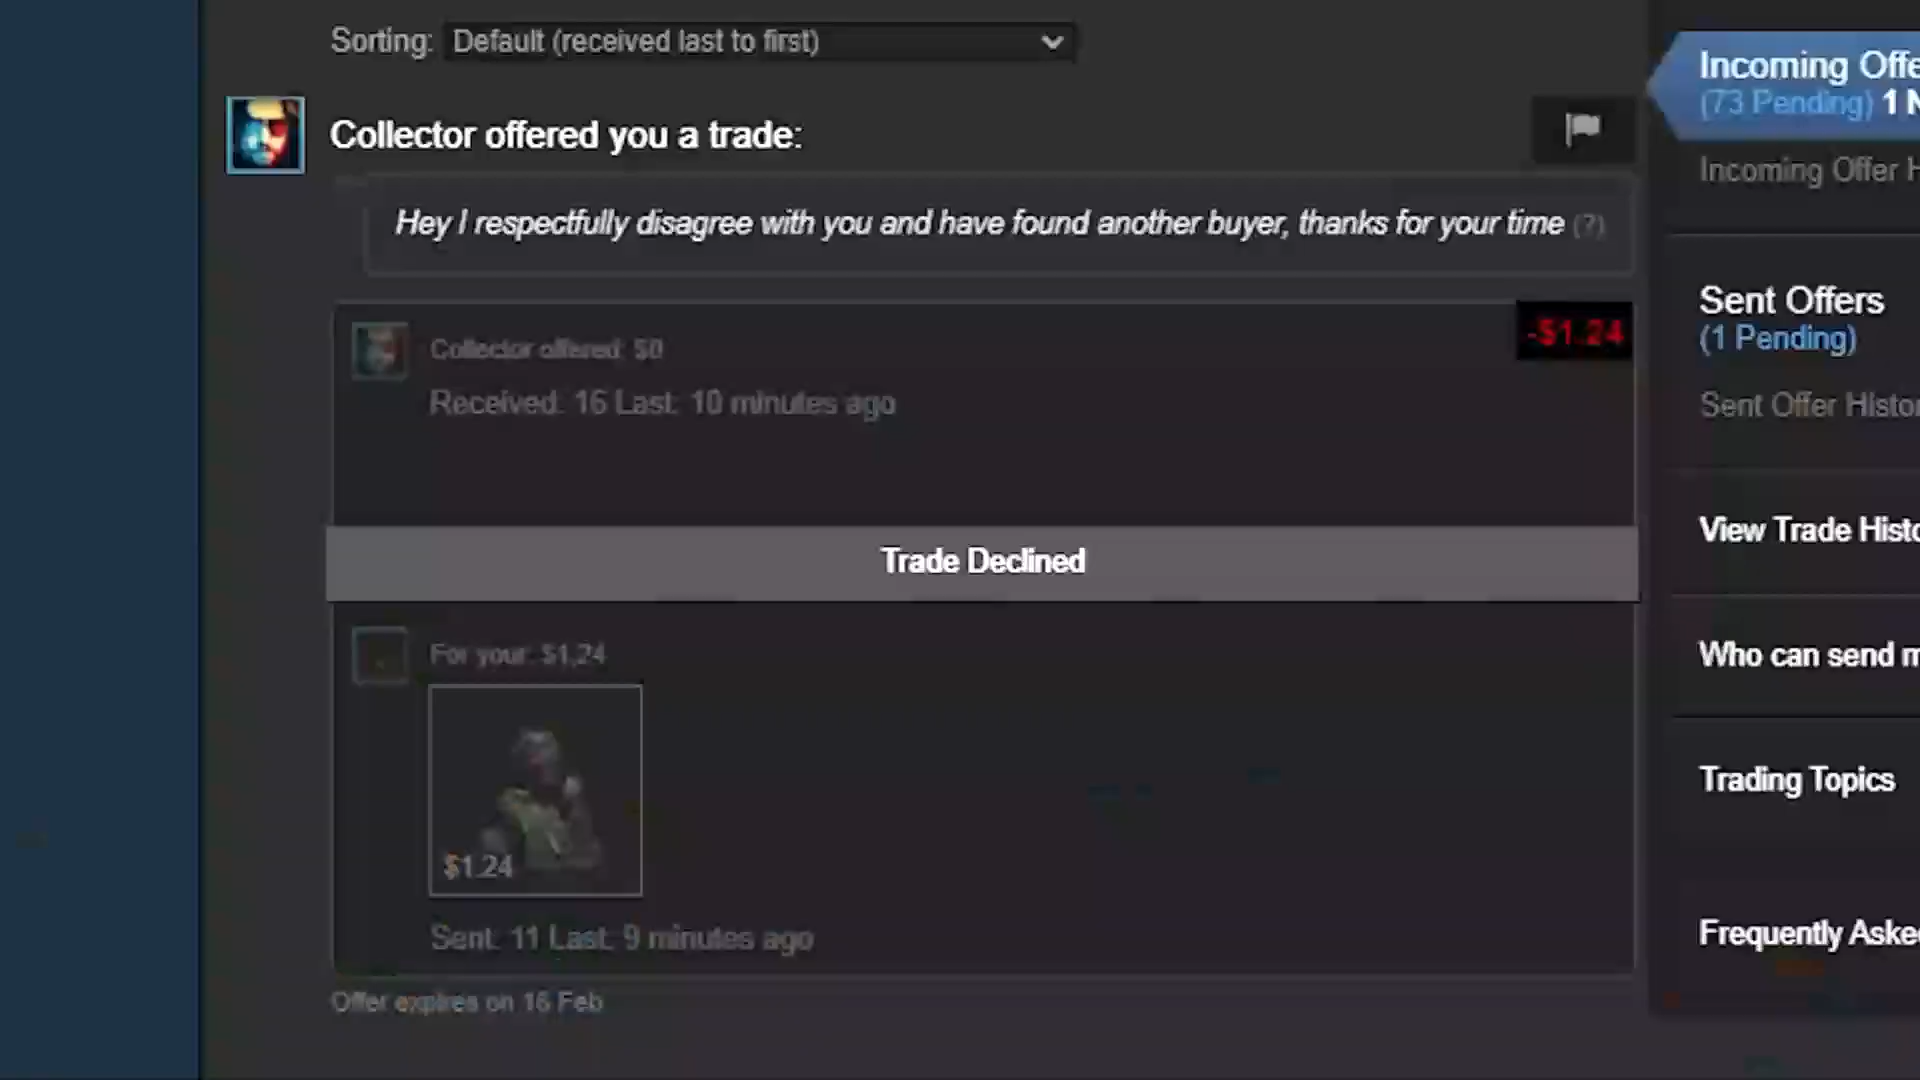 Sorting: Default (received last to first)
Collector offered you a trade:
Hey I respectfully disagree with you and have found another buyer, thanks for your time (?)
Collector offered: $0
-$1.24
Received: 16 Last: 10 minutes ago
Trade Declined
For your: $1.24
$1.24
Sent: 11 Last: 9 minutes ago
Offer expires on 16 Feb
Incoming Offe
(73 Pending) 1 N
Incoming Offer H
Sent Offers
(1 Pending)
Sent Offer Histor
View Trade Histo
Who can send m
Trading Topics
Frequently Aske